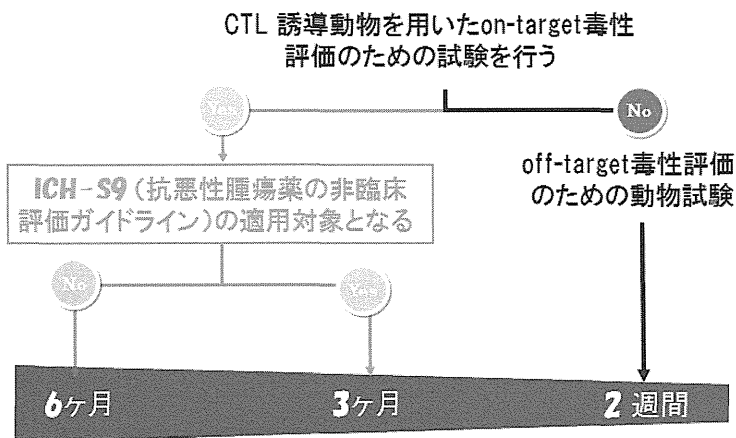 CTL 誘導動物を用いたon-target毒性
評価のための試験を行う
Yes
No
ICH-S9（抗悪性腫瘍薬の非臨床
評価ガイドライン）の適用対象となる
off-target毒性評価
のための動物試験
No
Yes
6ヶ月
3ヶ月
2 週間